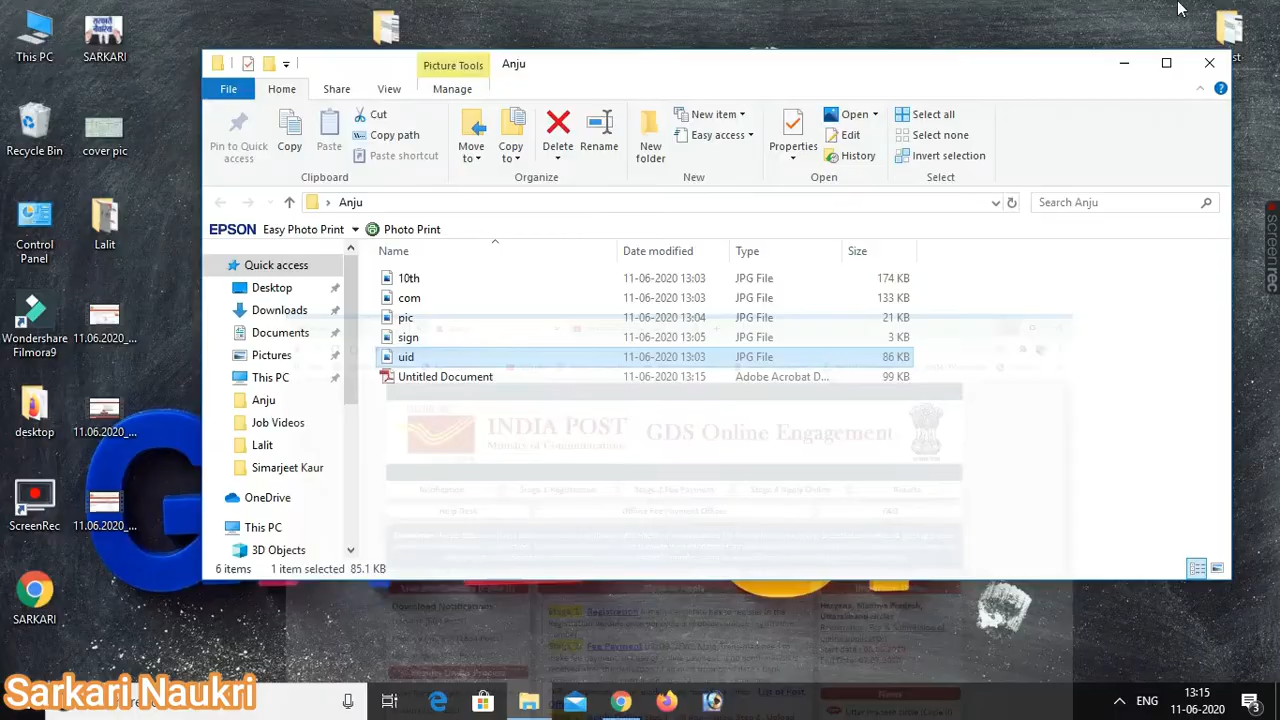 This PC
SARKARI
st
Picture Tools
Anju
File
Home
Share
View
Manage
Pin to Quick access
Copy
Paste
Cut
Copy path
Paste shortcut
Clipboard
Move to
Copy to
Delete
Rename
Organize
New folder
New item
Easy access
New
Properties
Open
Edit
History
Open
Select all
Select none
Invert selection
Select
Recycle Bin
cover pic
Anju
Search Anju
EPSON Easy Photo Print
Photo Print
Control Panel
Lalit
Name
Date modified
Type
Size
10th 11-06-2020 13:03 JPG File 174 KB
com 11-06-2020 13:03 JPG File 133 KB
pic 11-06-2020 13:04 JPG File 21 KB
sign 11-06-2020 13:05 JPG File 3 KB
uid 11-06-2020 13:03 JPG File 86 KB
Untitled Document 11-06-2020 13:15 Adobe Acrobat D... 99 KB
Quick access
Desktop
Downloads
Documents
Pictures
This PC
Anju
Job Videos
Lalit
Simarjeet Kaur
OneDrive
This PC
3D Objects
Wondershare Filmora9
11.06.2020_...
desktop
11.06.2020_...
ScreenRec
11.06.2020_...
SARKARI
screenrec
INDIA POST
Ministry of Communications
GDS Online Engagement
6 items
1 item selected 85.1 KB
Download Notifications
Registration
Fee Payment
News
Sarkari Naukri
ENG
13:15
11-06-2020
3